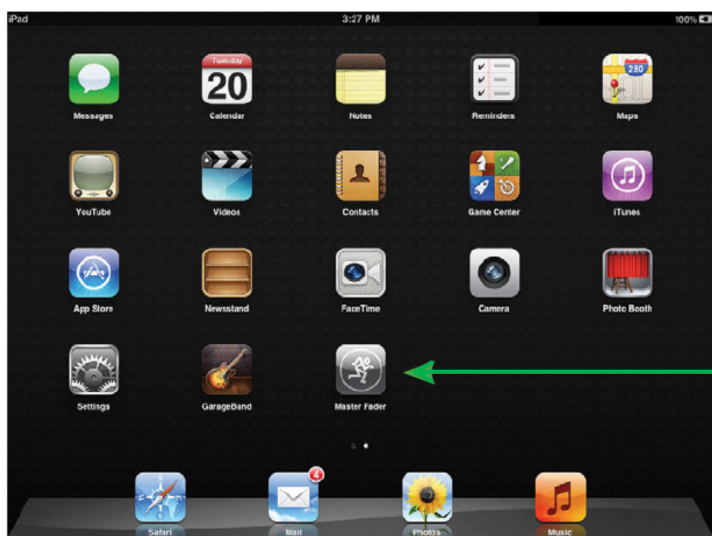 iPad 3:27 PM 100%
Messages Calendar Notes Reminders Maps
Tuesday
20
280
YouTube Videos Contacts Game Center iTunes
App Store Newsstand FaceTime Camera Photo Booth
Settings GarageBand Master Fader
4
Safari Mail Photos Music